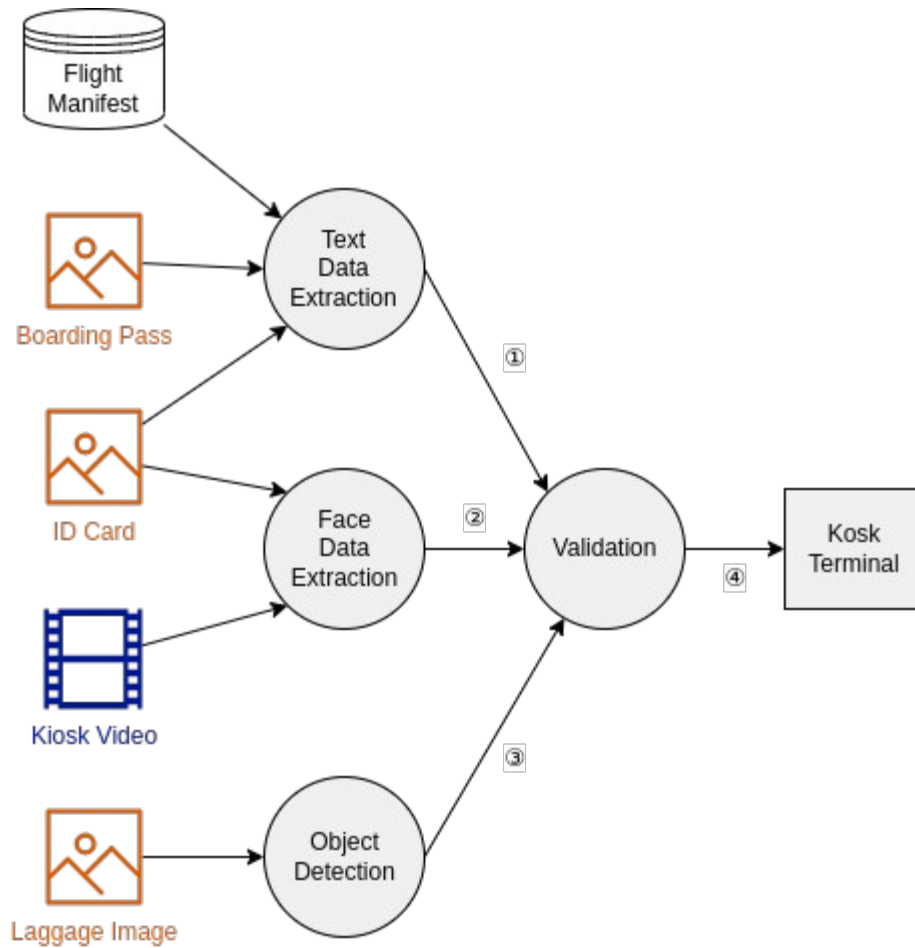 Flight
Manifest
Text
Data
Extraction
Boarding Pass
①
ID Card
Face
Data
Extraction
②
Validation
Kosk
Terminal
④
Kiosk Video
③
Object
Detection
Laggage Image